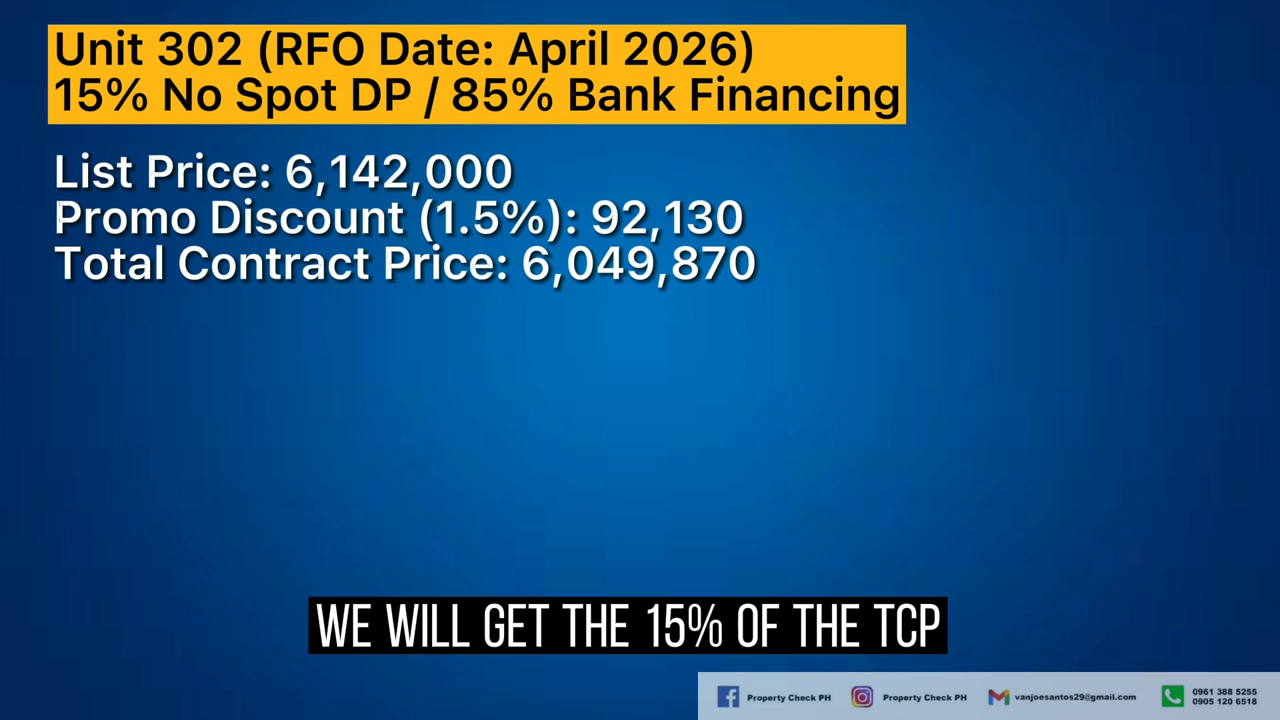 Unit 302 (RFO Date: April 2026)
15% No Spot DP / 85% Bank Financing
List Price: 6,142,000
Promo Discount (1.5%): 92,130
Total Contract Price: 6,049,870
WE WILL GET THE 15% OF THE TCP
Property Check PH
Property Check PH
vanjoesantos29@gmail.com
0961 388 5255
0905 120 6518